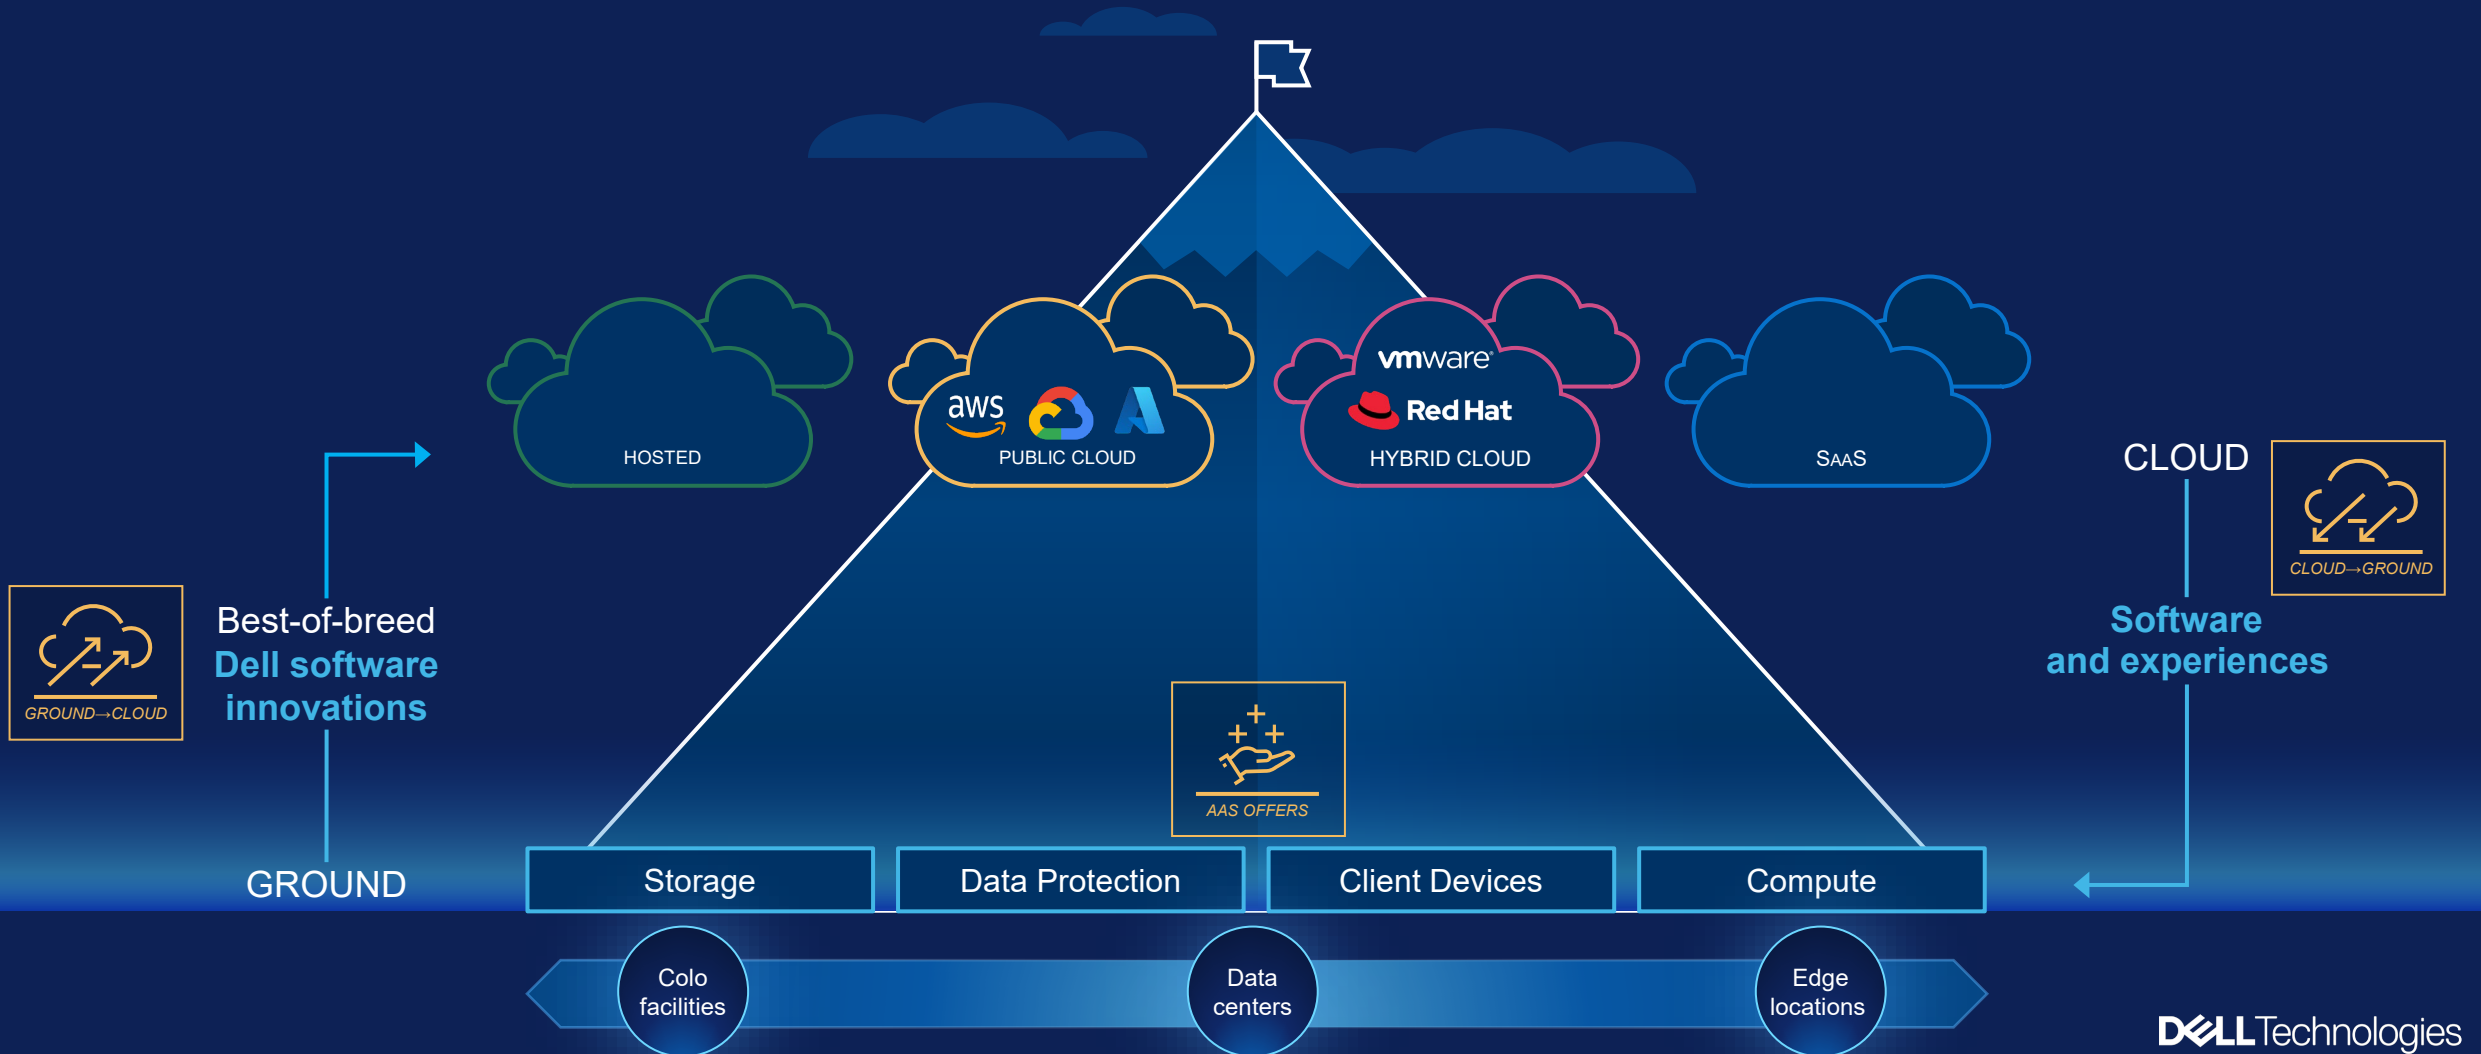 aws
vmware®
Red Hat
HOSTED
PUBLIC CLOUD
HYBRID CLOUD
SAAS
CLOUD
CLOUD→GROUND
Software
and experiences
Best-of-breed
Dell software
innovations
GROUND→CLOUD
AAS OFFERS
GROUND
Storage
Data Protection
Client Devices
Compute
Colo
facilities
Data
centers
Edge
locations
DELLTechnologies